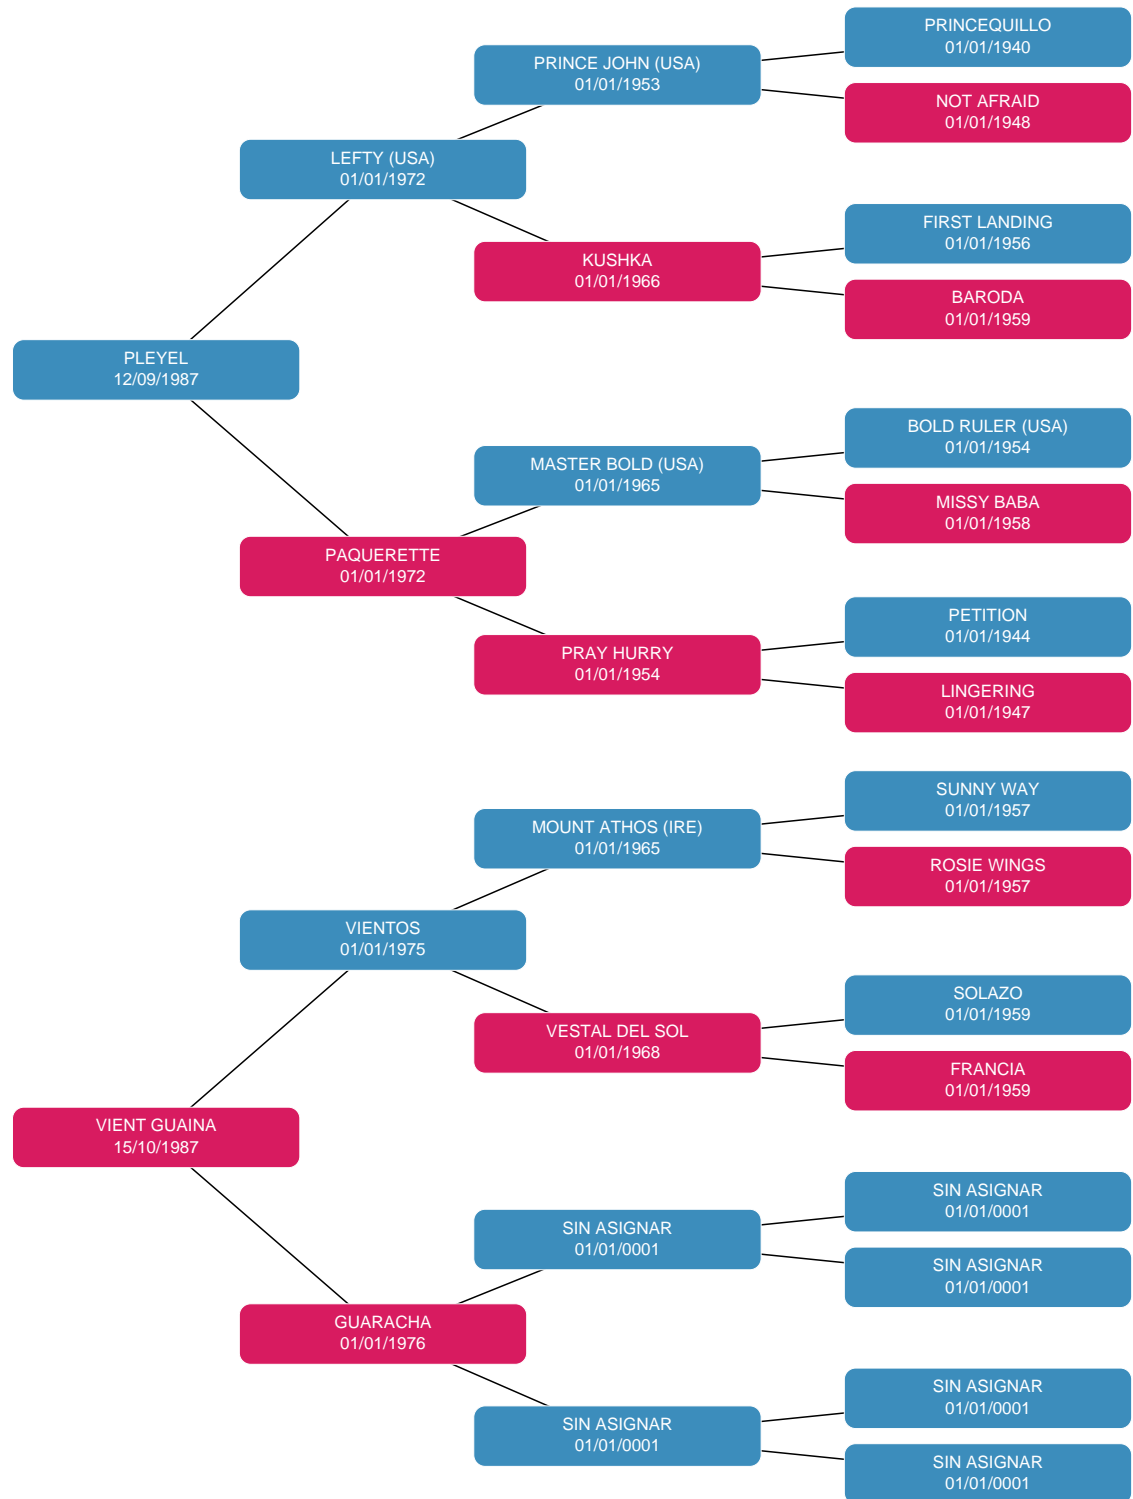 PRINCEQUILLO
01/01/1940
PRINCE JOHN (USA)
01/01/1953
NOT AFRAID
01/01/1948
LEFTY (USA)
01/01/1972
FIRST LANDING
01/01/1956
KUSHKA
01/01/1966
BARODA
01/01/1959
PLEYEL
12/09/1987
BOLD RULER (USA)
01/01/1954
MASTER BOLD (USA)
01/01/1965
MISSY BABA
01/01/1958
PAQUERETTE
01/01/1972
PETITION
01/01/1944
PRAY HURRY
01/01/1954
LINGERING
01/01/1947
SUNNY WAY
01/01/1957
MOUNT ATHOS (IRE)
01/01/1965
ROSIE WINGS
01/01/1957
VIENTOS
01/01/1975
SOLAZO
01/01/1959
VESTAL DEL SOL
01/01/1968
FRANCIA
01/01/1959
VIENT GUAINA
15/10/1987
SIN ASIGNAR
01/01/0001
SIN ASIGNAR
01/01/0001
SIN ASIGNAR
01/01/0001
GUARACHA
01/01/1976
SIN ASIGNAR
01/01/0001
SIN ASIGNAR
01/01/0001
SIN ASIGNAR
01/01/0001